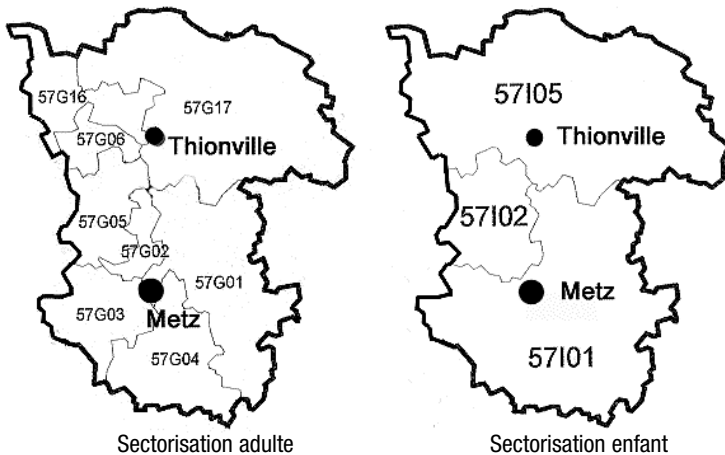 57G16
57G17
57G06
Thionville
57G05
57G02
57G01
57G03
Metz
57G04
Sectorisation adulte
57I05
Thionville
57I02
Metz
57I01
Sectorisation enfant